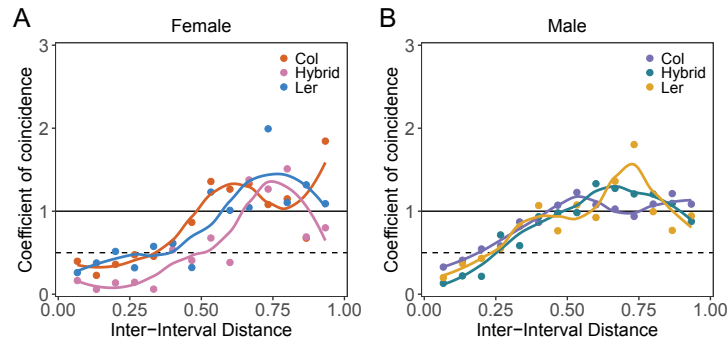 A
Female
Coefficient of coincidence
3
2
1
0
Col
Hybrid
Ler
0.00
0.25
0.50
0.75
1.00
Inter−Interval Distance
B
Male
Coefficient of coincidence
3
2
1
0
Col
Hybrid
Ler
0.00
0.25
0.50
0.75
1.00
Inter−Interval Distance